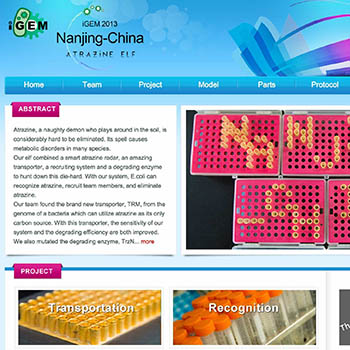 iGEM
iGEM 2013
Nanjing-China
ATRAZINE ELF
Home Team Project Model Parts Protocol
ABSTRACT
Atrazine, a naughty demon who plays around in the soil, is
considerably hard to be eliminated. Its spell causes
metabolic disorders in many species.
Our elf combined a smart atrazine radar, an amazing
transporter, a recruiting system and a degrading enzyme
to hunt down this die-hard. With our system, E.coli can
recognize atrazine, recruit team members, and eliminate
atrazine.
Our team found the brand new transporter, TRM, from the
genome of a bacteria which can utilize atrazine as its only
carbon source. With this transporter, the sensitivity of our
system and the degrading efficiency are both improved.
We also mutated the degrading enzyme, TrzN... more
PROJECT
Transportation Recognition